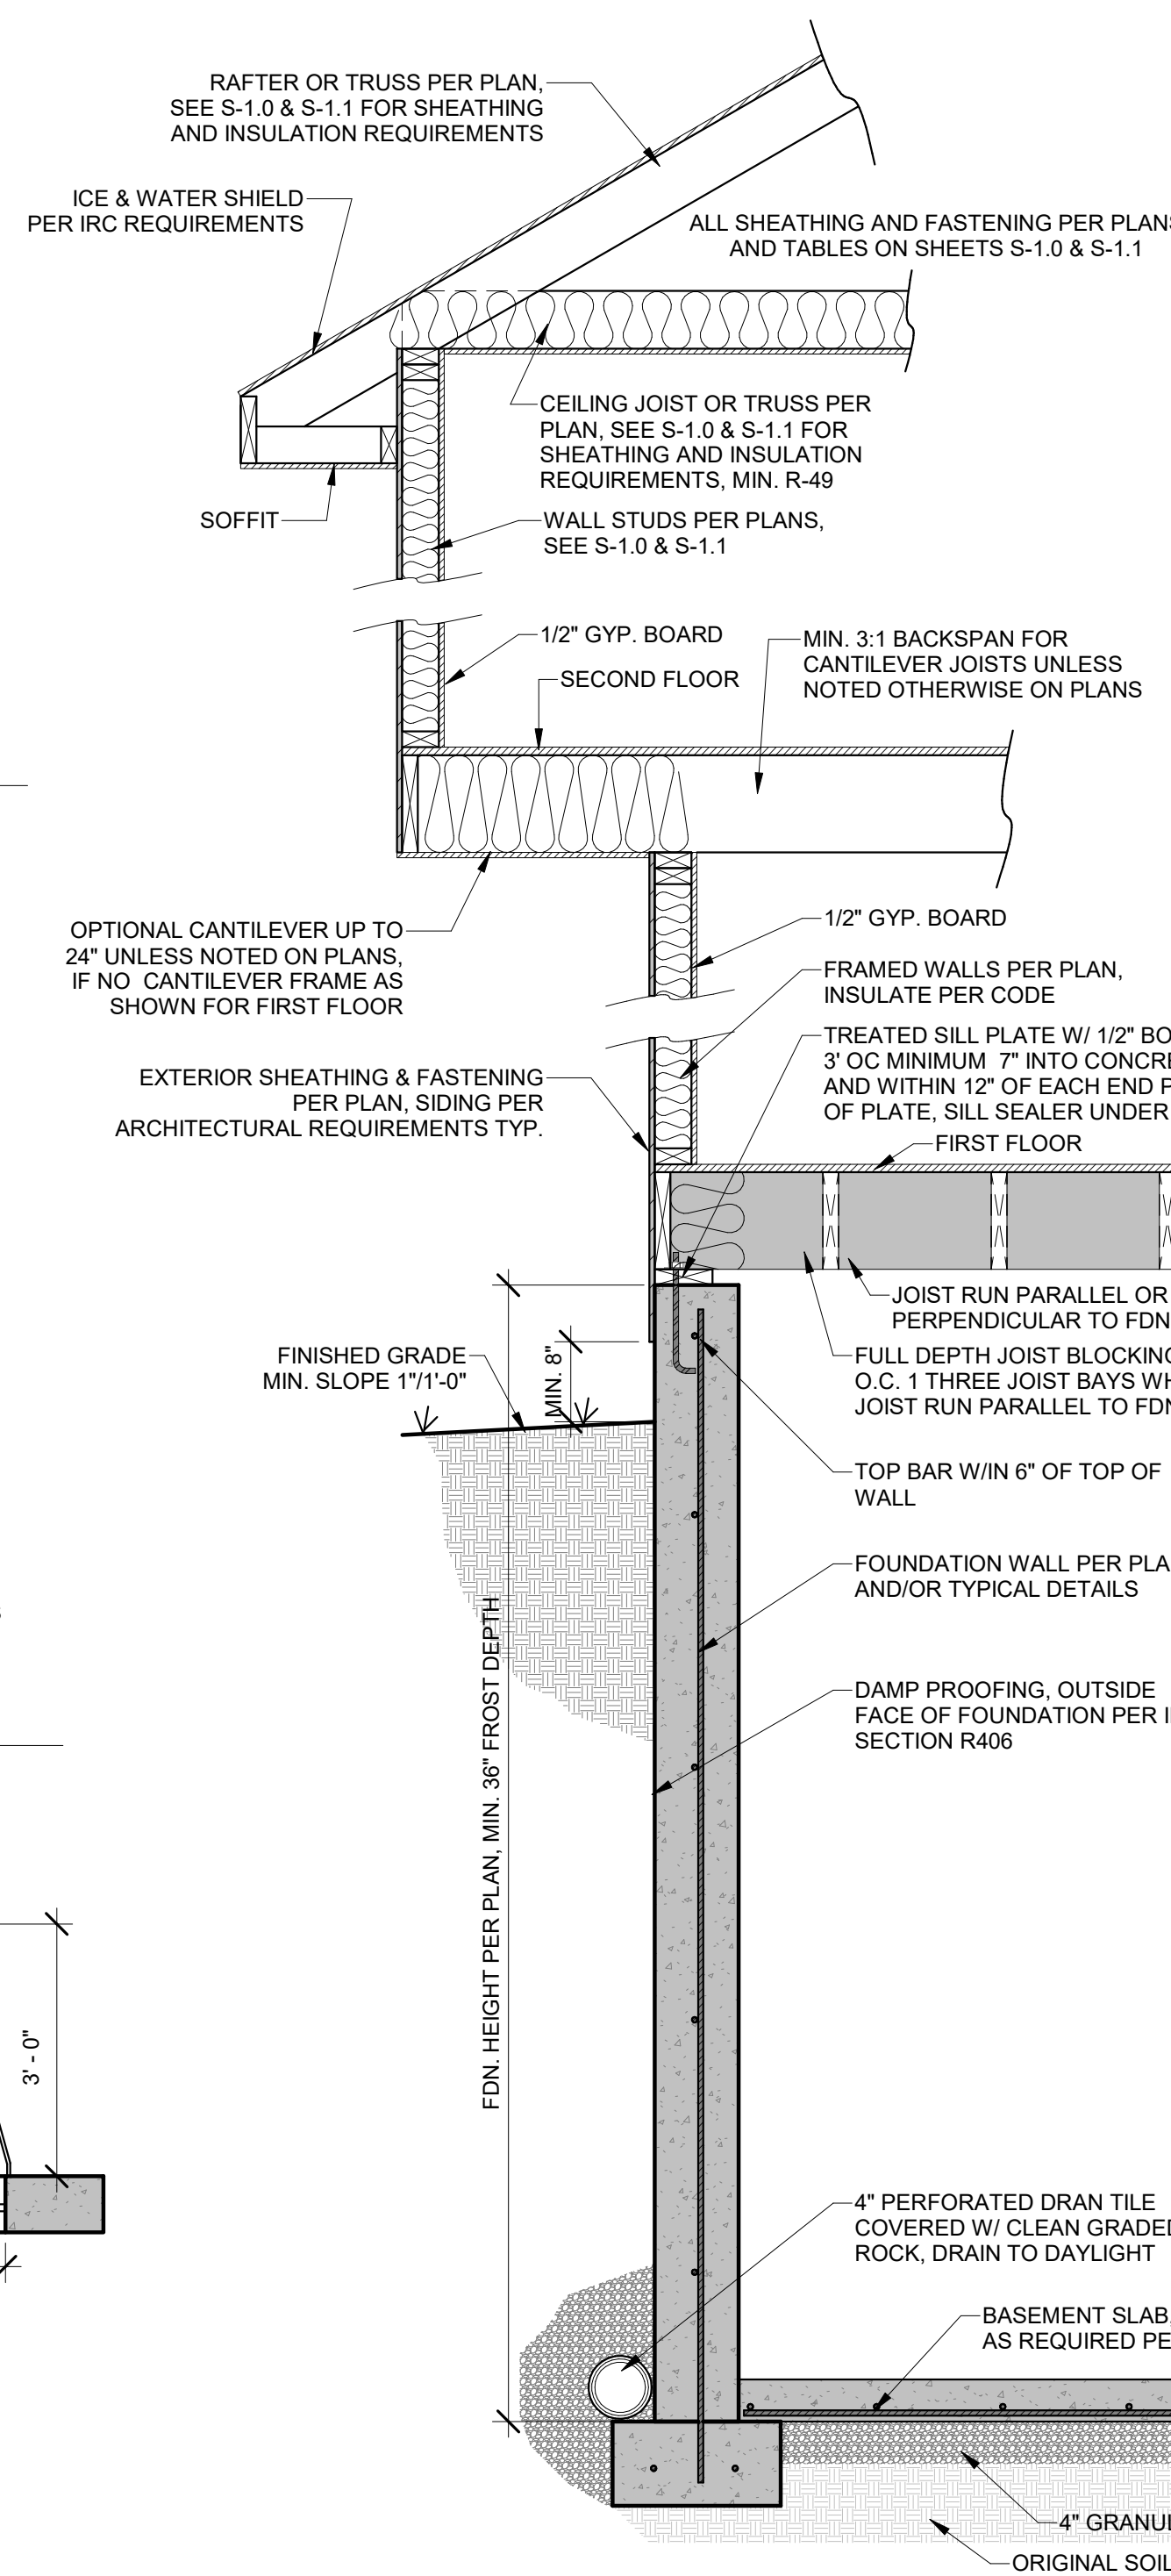 RAFTER OR TRUSS PER PLAN,
SEE S-1.0 & S-1.1 FOR SHEATHING
AND INSULATION REQUIREMENTS
ICE & WATER SHIELD
PER IRC REQUIREMENTS
ALL SHEATHING AND FASTENING PER PLANS
AND TABLES ON SHEETS S-1.0 & S-1.1
CEILING JOIST OR TRUSS PER
PLAN, SEE S-1.0 & S-1.1 FOR
SHEATHING AND INSULATION
REQUIREMENTS, MIN. R-49
SOFFIT
WALL STUDS PER PLANS,
SEE S-1.0 & S-1.1
1/2" GYP. BOARD
SECOND FLOOR
MIN. 3:1 BACKSPAN FOR
CANTILEVER JOISTS UNLESS
NOTED OTHERWISE ON PLANS
OPTIONAL CANTILEVER UP TO
24" UNLESS NOTED ON PLANS,
IF NO CANTILEVER FRAME AS
SHOWN FOR FIRST FLOOR
1/2" GYP. BOARD
FRAMED WALLS PER PLAN,
INSULATE PER CODE
TREATED SILL PLATE W/ 1/2" BO
3' OC MINIMUM 7" INTO CONCRE
AND WITHIN 12" OF EACH END P
OF PLATE, SILL SEALER UNDER
EXTERIOR SHEATHING & FASTENING
PER PLAN, SIDING PER
ARCHITECTURAL REQUIREMENTS TYP.
FIRST FLOOR
JOIST RUN PARALLEL OR
PERPENDICULAR TO FDN
FINISHED GRADE
MIN. SLOPE 1"/1'-0"
MIN. 8"
FULL DEPTH JOIST BLOCKING
O.C. 1 THREE JOIST BAYS WH
JOIST RUN PARALLEL TO FDN
TOP BAR W/IN 6" OF TOP OF
WALL
FOUNDATION WALL PER PLA
AND/OR TYPICAL DETAILS
FDN. HEIGHT PER PLAN, MIN. 36" FROST DEPTH
DAMP PROOFING, OUTSIDE
FACE OF FOUNDATION PER I
SECTION R406
3' - 0"
4" PERFORATED DRAN TILE
COVERED W/ CLEAN GRADED
ROCK, DRAIN TO DAYLIGHT
BASEMENT SLAB,
AS REQUIRED PE
4" GRANUL
ORIGINAL SOIL